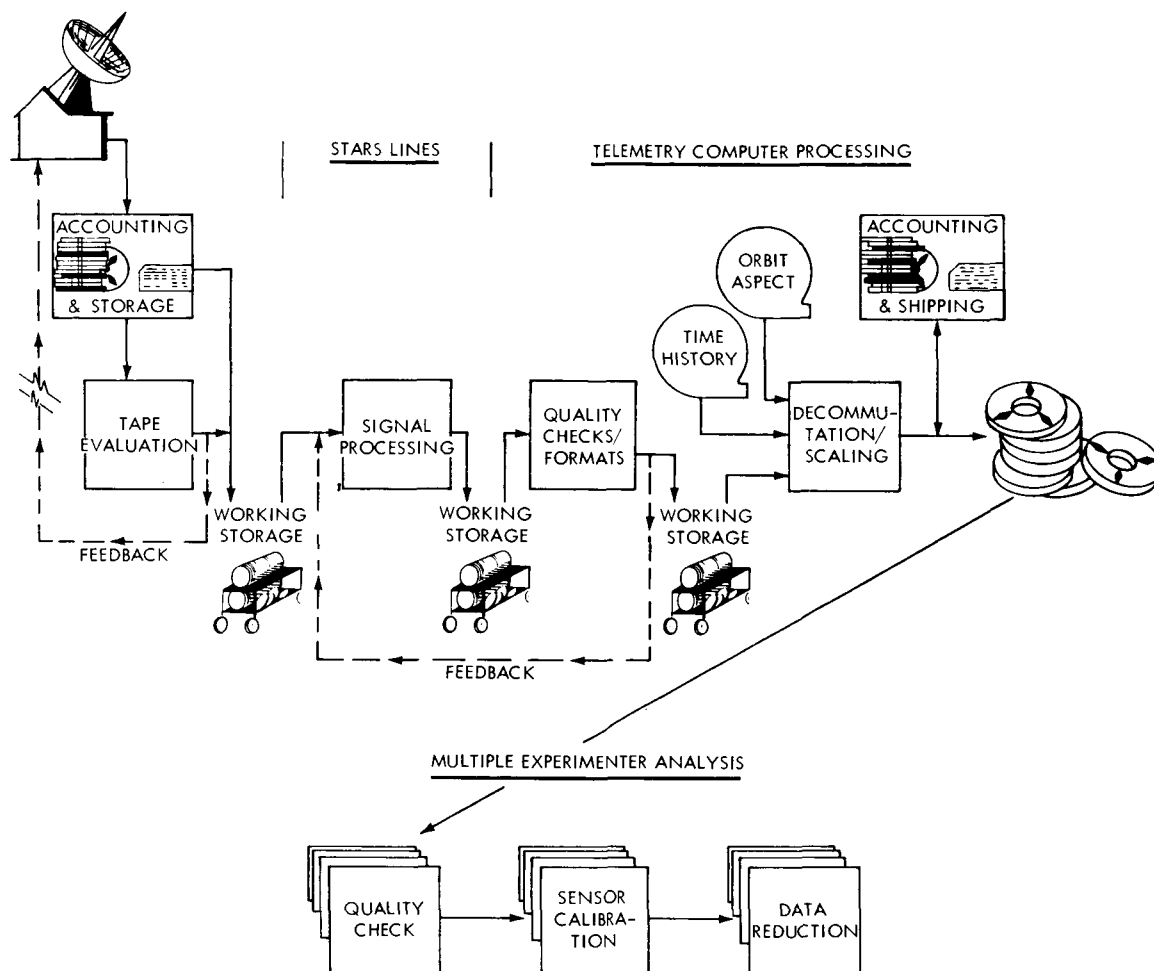 STARS LINES
TELEMETRY COMPUTER PROCESSING
ACCOUNTING
& STORAGE
ORBIT
ASPECT
ACCOUNTING
& SHIPPING
TIME
HISTORY
TAPE
EVALUATION
SIGNAL
PROCESSING
QUALITY
CHECKS/
FORMATS
DECOMMU-
TATION/
SCALING
WORKING
STORAGE
WORKING
STORAGE
WORKING
STORAGE
FEEDBACK
FEEDBACK
MULTIPLE EXPERIMENTER ANALYSIS
QUALITY
CHECK
SENSOR
CALIBRA-
TION
DATA
REDUCTION